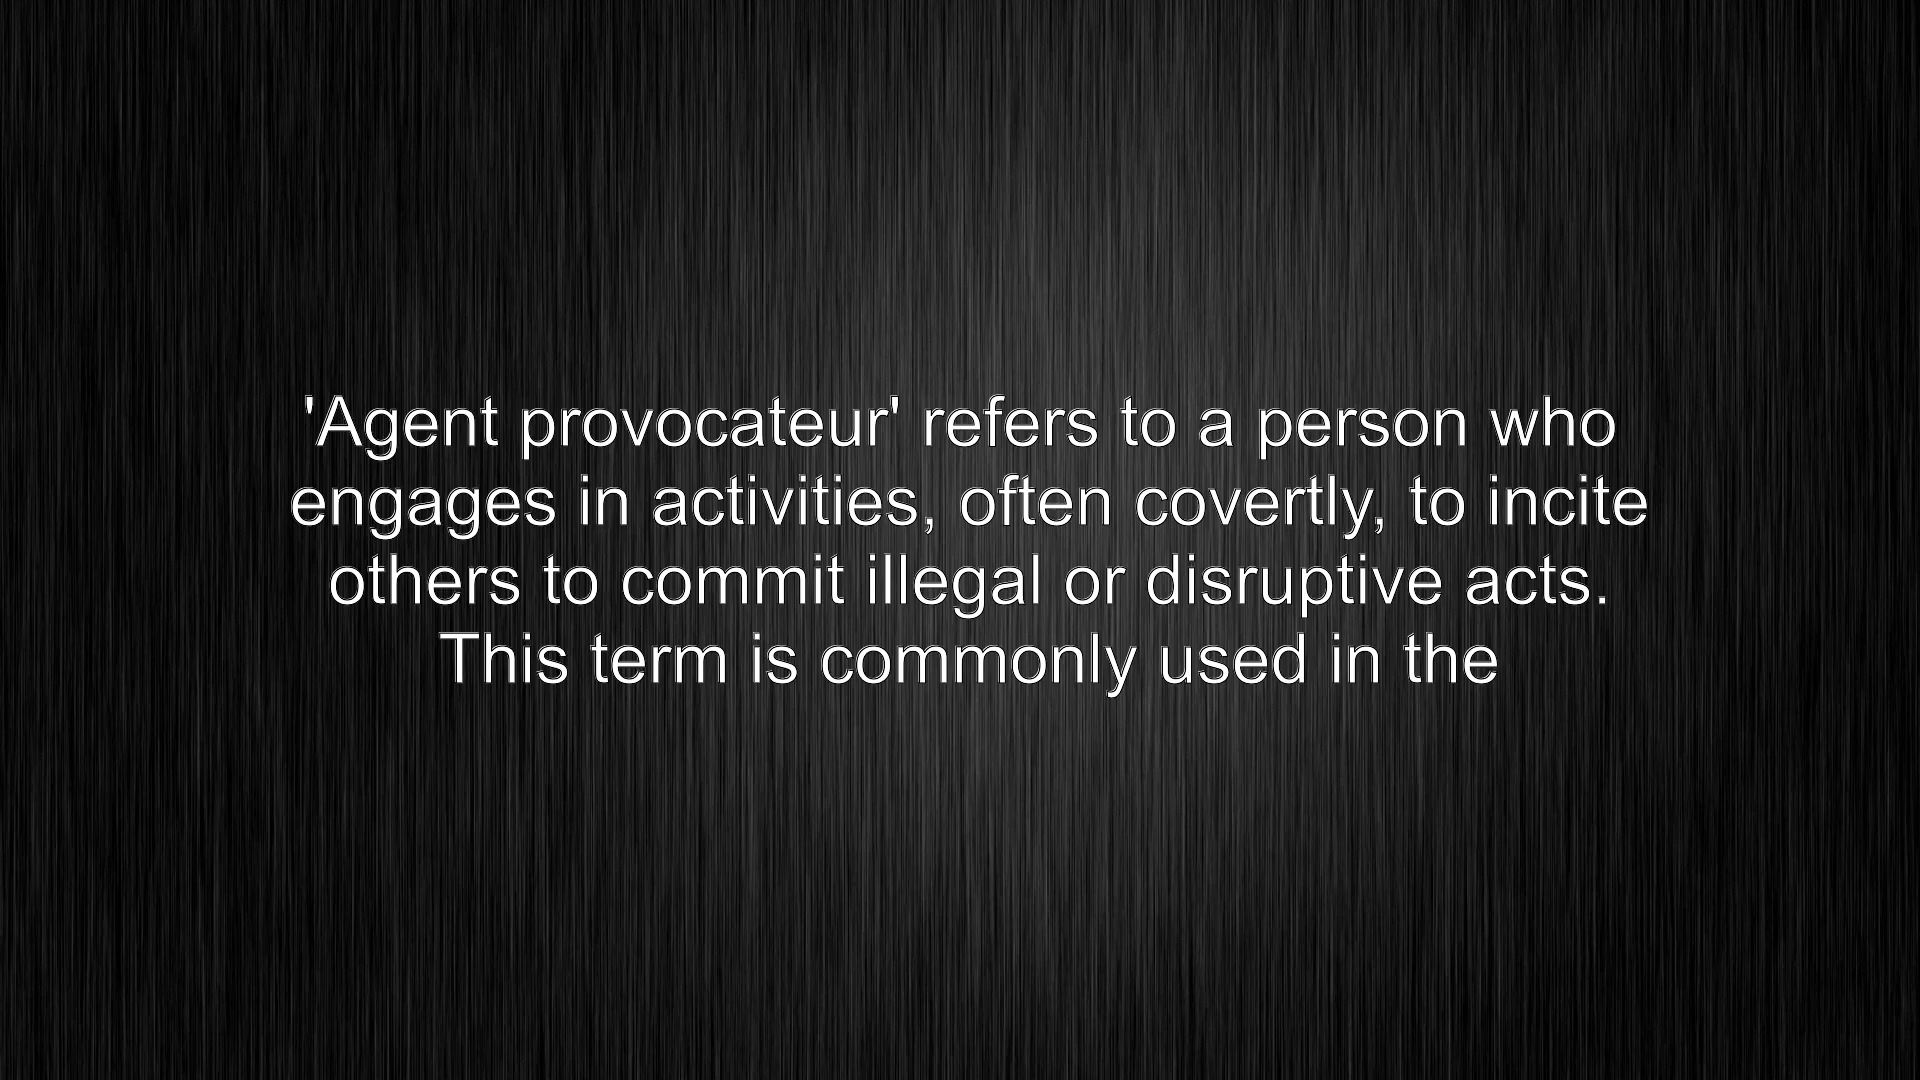 'Agent provocateur' refers to a person who
engages in activities, often covertly, to incite
others to commit illegal or disruptive acts.
This term is commonly used in the